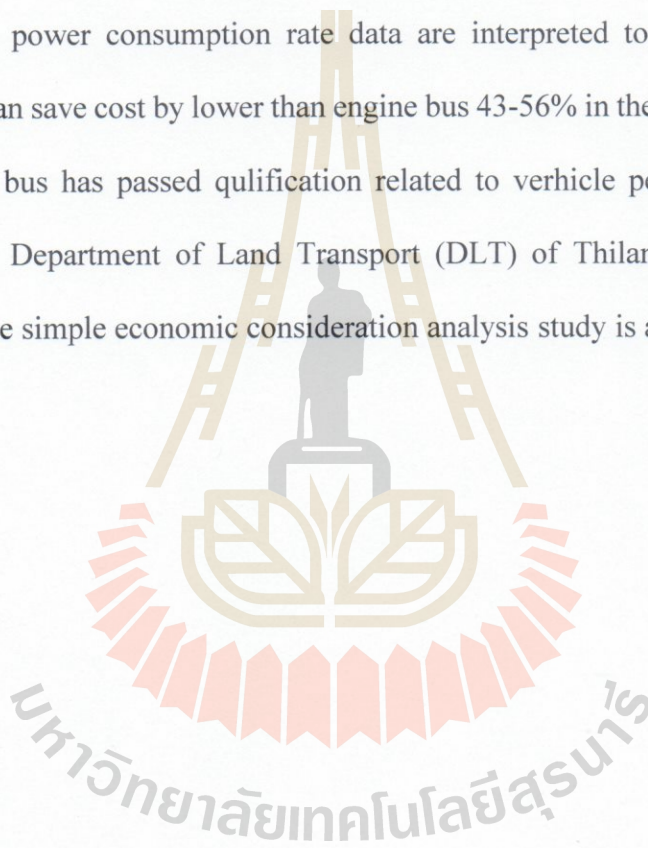 power consumption rate data are interpreted to
an save cost by lower than engine bus 43-56% in the
bus has passed qulification related to verhicle pe
Department of Land Transport (DLT) of Thilar
e simple economic consideration analysis study is a
มหาวิทยาลัยเทคโนโลยีสุรนารี